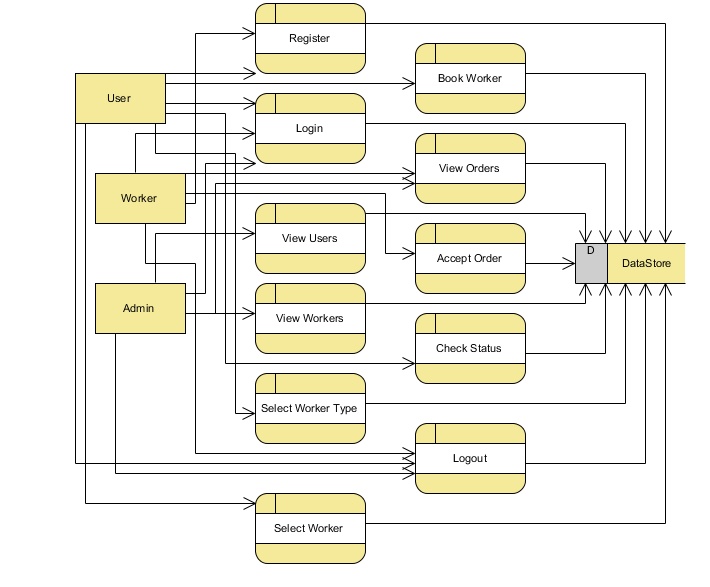 Register
Book Worker
User
Login
View Orders
Worker
View Users
D
DataStore
Accept Order
Admin
View Workers
Check Status
Select Worker Type
Logout
Select Worker